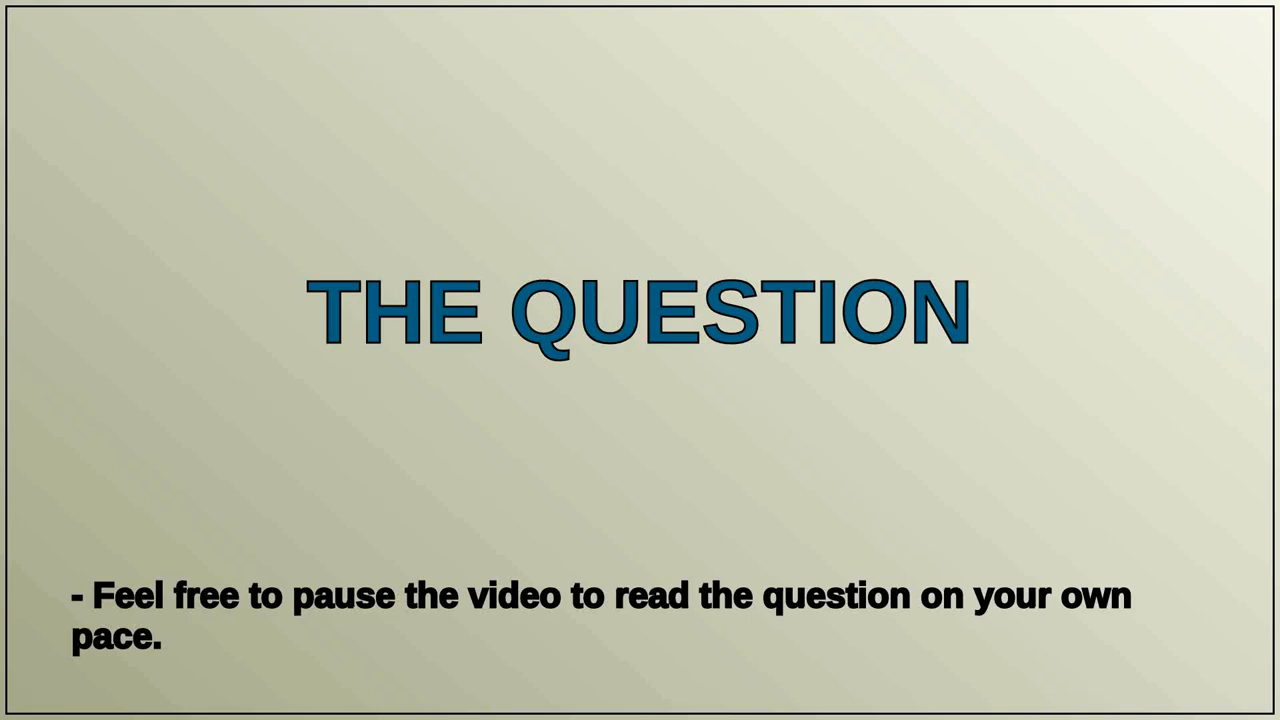 THE QUESTION
- Feel free to pause the video to read the question on your own
pace.